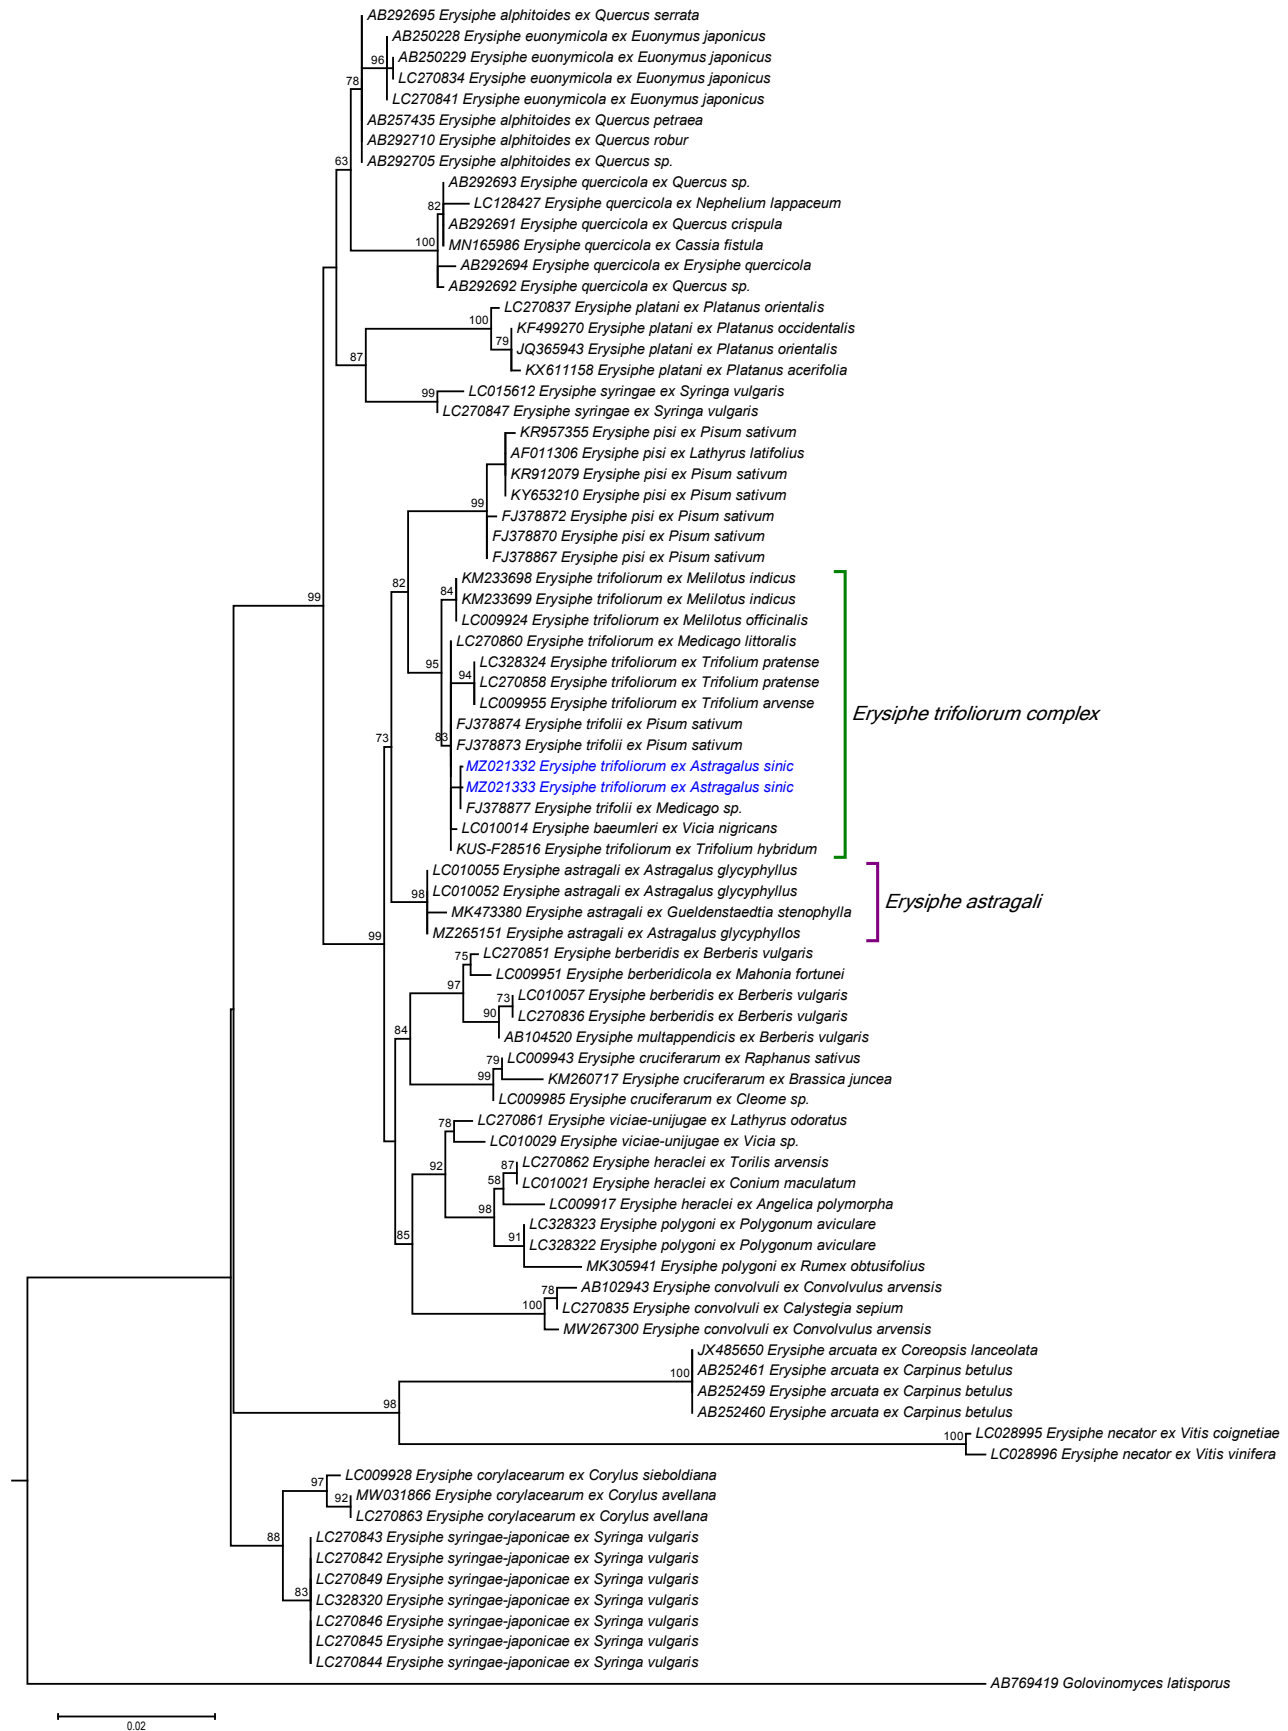 AB292695 Erysiphe alphitoides ex Quercus serrata
AB250228 Erysiphe euonymicola ex Euonymus japonicus
96
AB250229 Erysiphe euonymicola ex Euonymus japonicus
78
LC270834 Erysiphe euonymicola ex Euonymus japonicus
LC270841 Erysiphe euonymicola ex Euonymus japonicus
AB257435 Erysiphe alphitoides ex Quercus petraea
AB292710 Erysiphe alphitoides ex Quercus robur
63
AB292705 Erysiphe alphitoides ex Quercus sp.
AB292693 Erysiphe quercicola ex Quercus sp.
82
LC128427 Erysiphe quercicola ex Nephelium lappaceum
AB292691 Erysiphe quercicola ex Quercus crispula
100
MN165986 Erysiphe quercicola ex Cassia fistula
AB292694 Erysiphe quercicola ex Erysiphe quercicola
AB292692 Erysiphe quercicola ex Quercus sp.
LC270837 Erysiphe platani ex Platanus orientalis
100
KF499270 Erysiphe platani ex Platanus occidentalis
79
JQ365943 Erysiphe platani ex Platanus orientalis
87
KX611158 Erysiphe platani ex Platanus acerifolia
99
LC015612 Erysiphe syringae ex Syringa vulgaris
LC270847 Erysiphe syringae ex Syringa vulgaris
KR957355 Erysiphe pisi ex Pisum sativum
AF011306 Erysiphe pisi ex Lathyrus latifolius
KR912079 Erysiphe pisi ex Pisum sativum
KY653210 Erysiphe pisi ex Pisum sativum
99
FJ378872 Erysiphe pisi ex Pisum sativum
FJ378870 Erysiphe pisi ex Pisum sativum
FJ378867 Erysiphe pisi ex Pisum sativum
82
KM233698 Erysiphe trifoliorum ex Melilotus indicus
84
KM233699 Erysiphe trifoliorum ex Melilotus indicus
99
LC009924 Erysiphe trifoliorum ex Melilotus officinalis
LC270860 Erysiphe trifoliorum ex Medicago littoralis
95
LC328324 Erysiphe trifoliorum ex Trifolium pratense
94
LC270858 Erysiphe trifoliorum ex Trifolium pratense
LC009955 Erysiphe trifoliorum ex Trifolium arvense
Erysiphe trifoliorum complex
FJ378874 Erysiphe trifolii ex Pisum sativum
73
83
FJ378873 Erysiphe trifolii ex Pisum sativum
MZ021332 Erysiphe trifoliorum ex Astragalus sinic
MZ021333 Erysiphe trifoliorum ex Astragalus sinic
FJ378877 Erysiphe trifolii ex Medicago sp.
LC010014 Erysiphe baeumleri ex Vicia nigricans
KUS-F28516 Erysiphe trifoliorum ex Trifolium hybridum
LC010055 Erysiphe astragali ex Astragalus glycyphyllus
98
LC010052 Erysiphe astragali ex Astragalus glycyphyllus
Erysiphe astragali
MK473380 Erysiphe astragali ex Gueldenstaedtia stenophylla
99
MZ265151 Erysiphe astragali ex Astragalus glycyphyllos
75
LC270851 Erysiphe berberidis ex Berberis vulgaris
LC009951 Erysiphe berberidicola ex Mahonia fortunei
97
73
LC010057 Erysiphe berberidis ex Berberis vulgaris
90
LC270836 Erysiphe berberidis ex Berberis vulgaris
84
AB104520 Erysiphe multappendicis ex Berberis vulgaris
79
LC009943 Erysiphe cruciferarum ex Raphanus sativus
99
KM260717 Erysiphe cruciferarum ex Brassica juncea
LC009985 Erysiphe cruciferarum ex Cleome sp.
78
LC270861 Erysiphe viciae-unijugae ex Lathyrus odoratus
LC010029 Erysiphe viciae-unijugae ex Vicia sp.
92
87
LC270862 Erysiphe heraclei ex Torilis arvensis
58
LC010021 Erysiphe heraclei ex Conium maculatum
LC009917 Erysiphe heraclei ex Angelica polymorpha
98
LC328323 Erysiphe polygoni ex Polygonum aviculare
85
91
LC328322 Erysiphe polygoni ex Polygonum aviculare
MK305941 Erysiphe polygoni ex Rumex obtusifolius
78
AB102943 Erysiphe convolvuli ex Convolvulus arvensis
100
LC270835 Erysiphe convolvuli ex Calystegia sepium
MW267300 Erysiphe convolvuli ex Convolvulus arvensis
JX485650 Erysiphe arcuata ex Coreopsis lanceolata
100
AB252461 Erysiphe arcuata ex Carpinus betulus
AB252459 Erysiphe arcuata ex Carpinus betulus
98
AB252460 Erysiphe arcuata ex Carpinus betulus
100
LC028995 Erysiphe necator ex Vitis coignetiae
LC028996 Erysiphe necator ex Vitis vinifera
97
LC009928 Erysiphe corylacearum ex Corylus sieboldiana
92
MW031866 Erysiphe corylacearum ex Corylus avellana
LC270863 Erysiphe corylacearum ex Corylus avellana
88
LC270843 Erysiphe syringae-japonicae ex Syringa vulgaris
LC270842 Erysiphe syringae-japonicae ex Syringa vulgaris
LC270849 Erysiphe syringae-japonicae ex Syringa vulgaris
83
LC328320 Erysiphe syringae-japonicae ex Syringa vulgaris
LC270846 Erysiphe syringae-japonicae ex Syringa vulgaris
LC270845 Erysiphe syringae-japonicae ex Syringa vulgaris
LC270844 Erysiphe syringae-japonicae ex Syringa vulgaris
AB769419 Golovinomyces latisporus
0.02